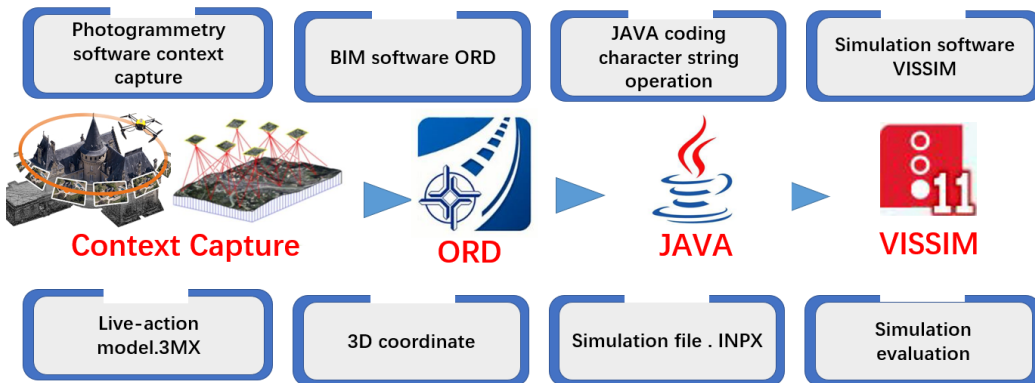 Photogrammetry
software context
capture
BIM software ORD
JAVA coding
character string
operation
Simulation software
VISSIM
11
Context Capture
ORD
JAVA
VISSIM
Live-action
model.3MX
3D coordinate
Simulation file . INPX
Simulation
evaluation